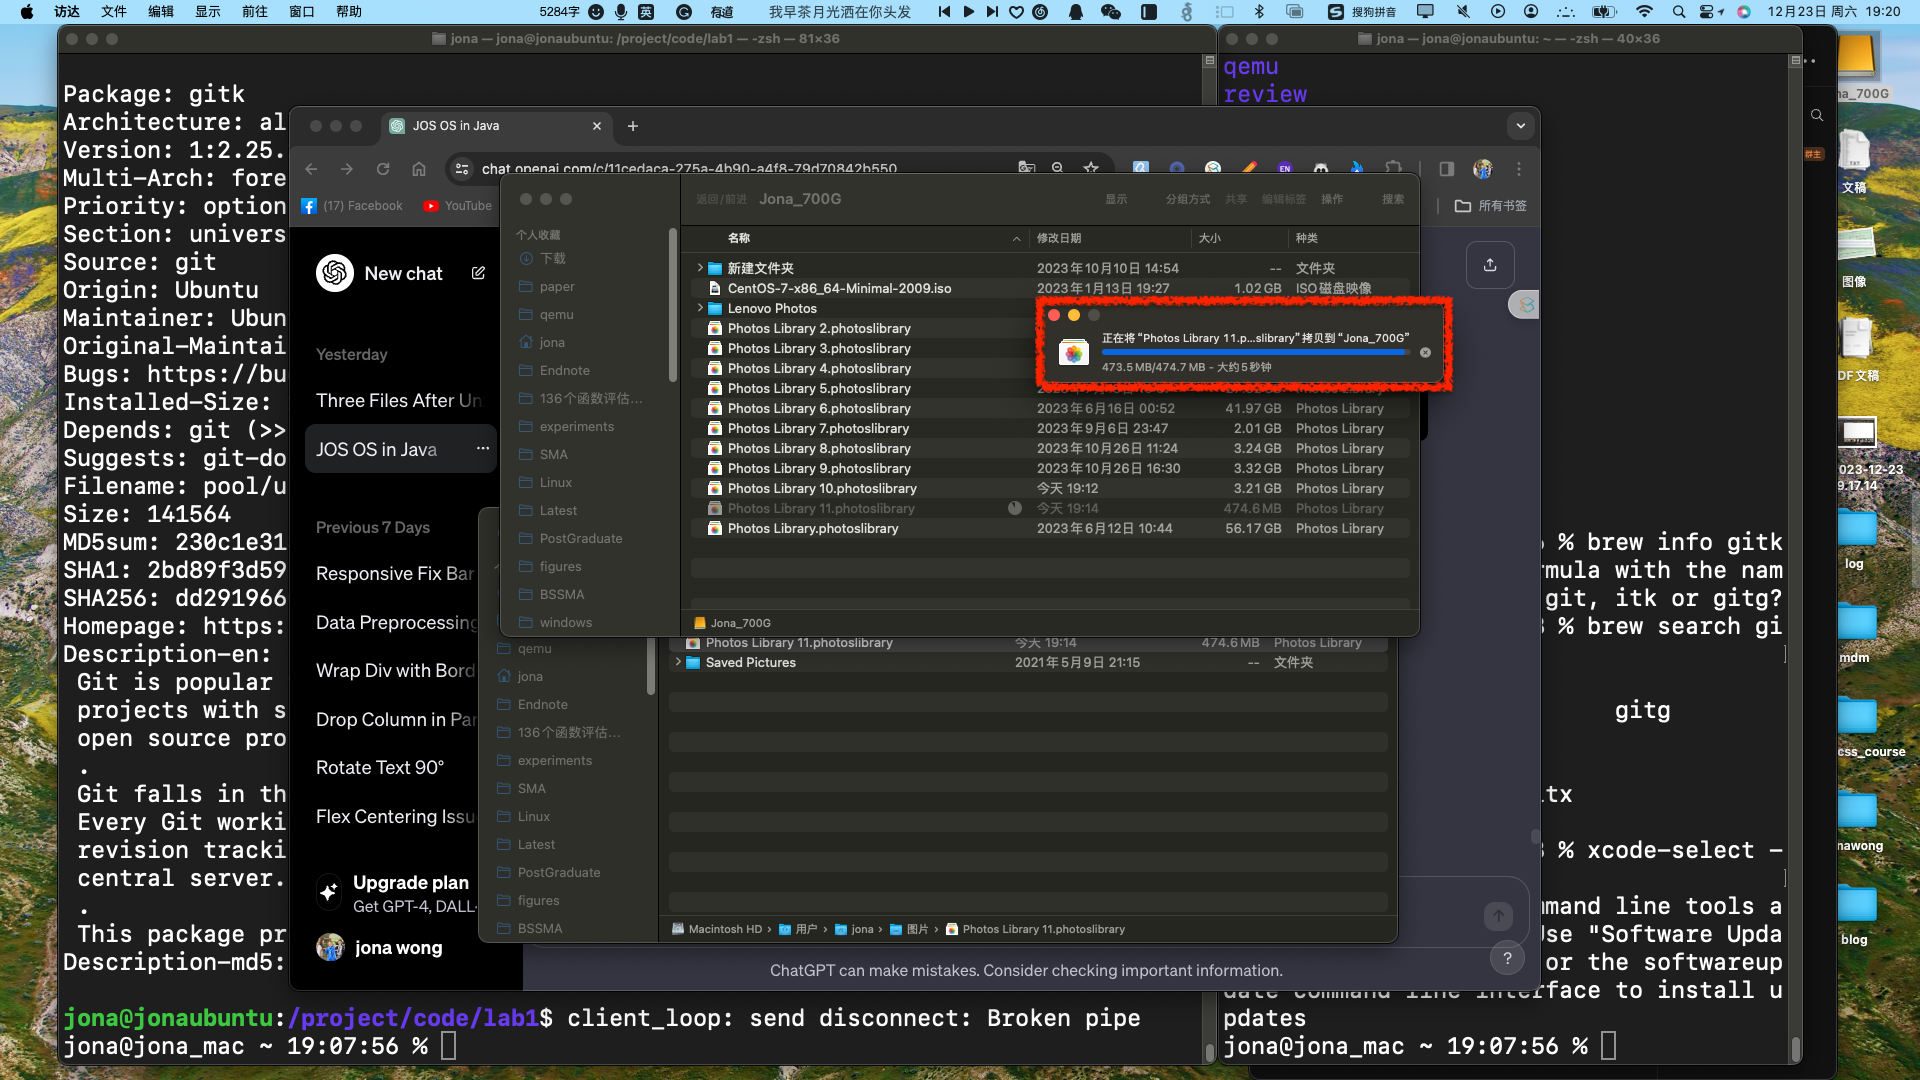 访达 文件 编辑 显示 前往 窗口 帮助 5284字 英 有道 我早茶月光洒在你头发 搜狗拼音 12月23日 周六 19:20
jona — jona@jonaubuntu: /project/code/lab1 — -zsh — 81×36
Package: gitk
Architecture: al
Version: 1:2.25.
Multi-Arch: fore
Priority: option
Section: univers
Source: git
Origin: Ubuntu
Maintainer: Ubun
Original-Maintai
Bugs: https://bu
Installed-Size:
Depends: git (>>
Suggests: git-do
Filename: pool/u
Size: 141564
MD5sum: 230c1e31
SHA1: 2bd89f3d59
SHA256: dd291966
Homepage: https:
Description-en:
Git is popular
projects with s
open source pro
.
Git falls in th
Every Git worki
revision tracki
central server.
.
This package pr
Description-md5:
jona@jonaubuntu:/project/code/lab1$ client_loop: send disconnect: Broken pipe
jona@jona_mac ~ 19:07:56 %
jona — jona@jonaubuntu: ~ — -zsh — 40×36
qemu
review
% brew info gitk
rmula with the nam
git, itk or gitg?
% brew search gi
gitg
tx
% xcode-select -
mmand line tools a
Use "Software Upda
or the softwareup
date command line interface to install u
pdates
jona@jona_mac ~ 19:07:56 %
JOS OS in Java
chat.openai.com/c/11cedaca-275a-4b90-a4f8-79d70842b550
EN
(17) Facebook YouTube 所有书签
New chat
Yesterday
Three Files After Un
JOS OS in Java
Previous 7 Days
Responsive Fix Bar
Data Preprocessing
Wrap Div with Bord
Drop Column in Par
Rotate Text 90°
Flex Centering Issu
Upgrade plan
Get GPT-4, DALL·
jona wong
ChatGPT can make mistakes. Consider checking important information.
?
返回/前进 Jona_700G 显示 分组方式 共享 编辑标签 操作 搜索
个人收藏
下载
paper
qemu
jona
Endnote
136个函数评估...
experiments
SMA
Linux
Latest
PostGraduate
figures
BSSMA
windows
名称 修改日期 大小 种类
新建文件夹 2023年10月10日 14:54 -- 文件夹
CentOS-7-x86_64-Minimal-2009.iso 2023年1月13日 19:27 1.02 GB ISO磁盘映像
Lenovo Photos
Photos Library 2.photoslibrary
Photos Library 3.photoslibrary
Photos Library 4.photoslibrary
Photos Library 5.photoslibrary
Photos Library 6.photoslibrary 2023年6月16日 00:52 41.97 GB Photos Library
Photos Library 7.photoslibrary 2023年9月6日 23:47 2.01 GB Photos Library
Photos Library 8.photoslibrary 2023年10月26日 11:24 3.24 GB Photos Library
Photos Library 9.photoslibrary 2023年10月26日 16:30 3.32 GB Photos Library
Photos Library 10.photoslibrary 今天 19:12 3.21 GB Photos Library
Photos Library 11.photoslibrary 今天 19:14 474.6 MB Photos Library
Photos Library.photoslibrary 2023年6月12日 10:44 56.17 GB Photos Library
Jona_700G
正在将“Photos Library 11.p...slibrary”拷贝到“Jona_700G”
473.5 MB/474.7 MB - 大约5秒钟
Photos Library 11.photoslibrary 今天 19:14 474.6 MB Photos Library
Saved Pictures 2021年5月9日 21:15 -- 文件夹
qemu
jona
Endnote
136个函数评估...
experiments
SMA
Linux
Latest
PostGraduate
figures
BSSMA
Macintosh HD › 用户 › jona › 图片 › Photos Library 11.photoslibrary
na_700G
群主
文稿
图像
DF文稿
023-12-23
9.17.14
log
mdm
css_course
nawong
blog